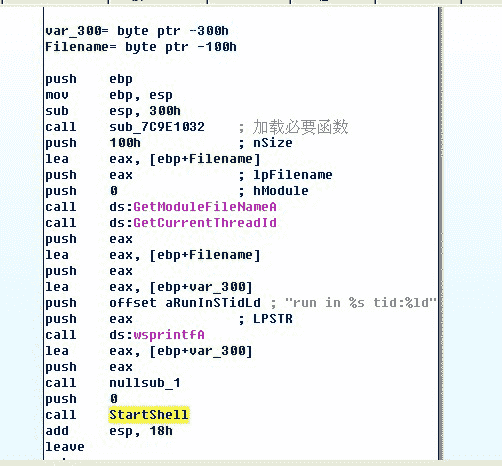 var_300= byte ptr -300h
Filename= byte ptr -100h
push ebp
mov ebp, esp
sub esp, 300h
call sub_7C9E1032 ; 加载必要函数
push 100h ; nSize
lea eax, [ebp+Filename]
push eax ; lpFilename
push 0 ; hModule
call ds:GetModuleFileNameA
call ds:GetCurrentThreadId
push eax
lea eax, [ebp+Filename]
push eax
lea eax, [ebp+var_300]
push offset aRunInSTidLd ; "run in %s tid:%ld"
push eax ; LPSTR
call ds:wsprintfA
lea eax, [ebp+var_300]
push eax
call nullsub_1
push 0
call StartShell
add esp, 18h
leave